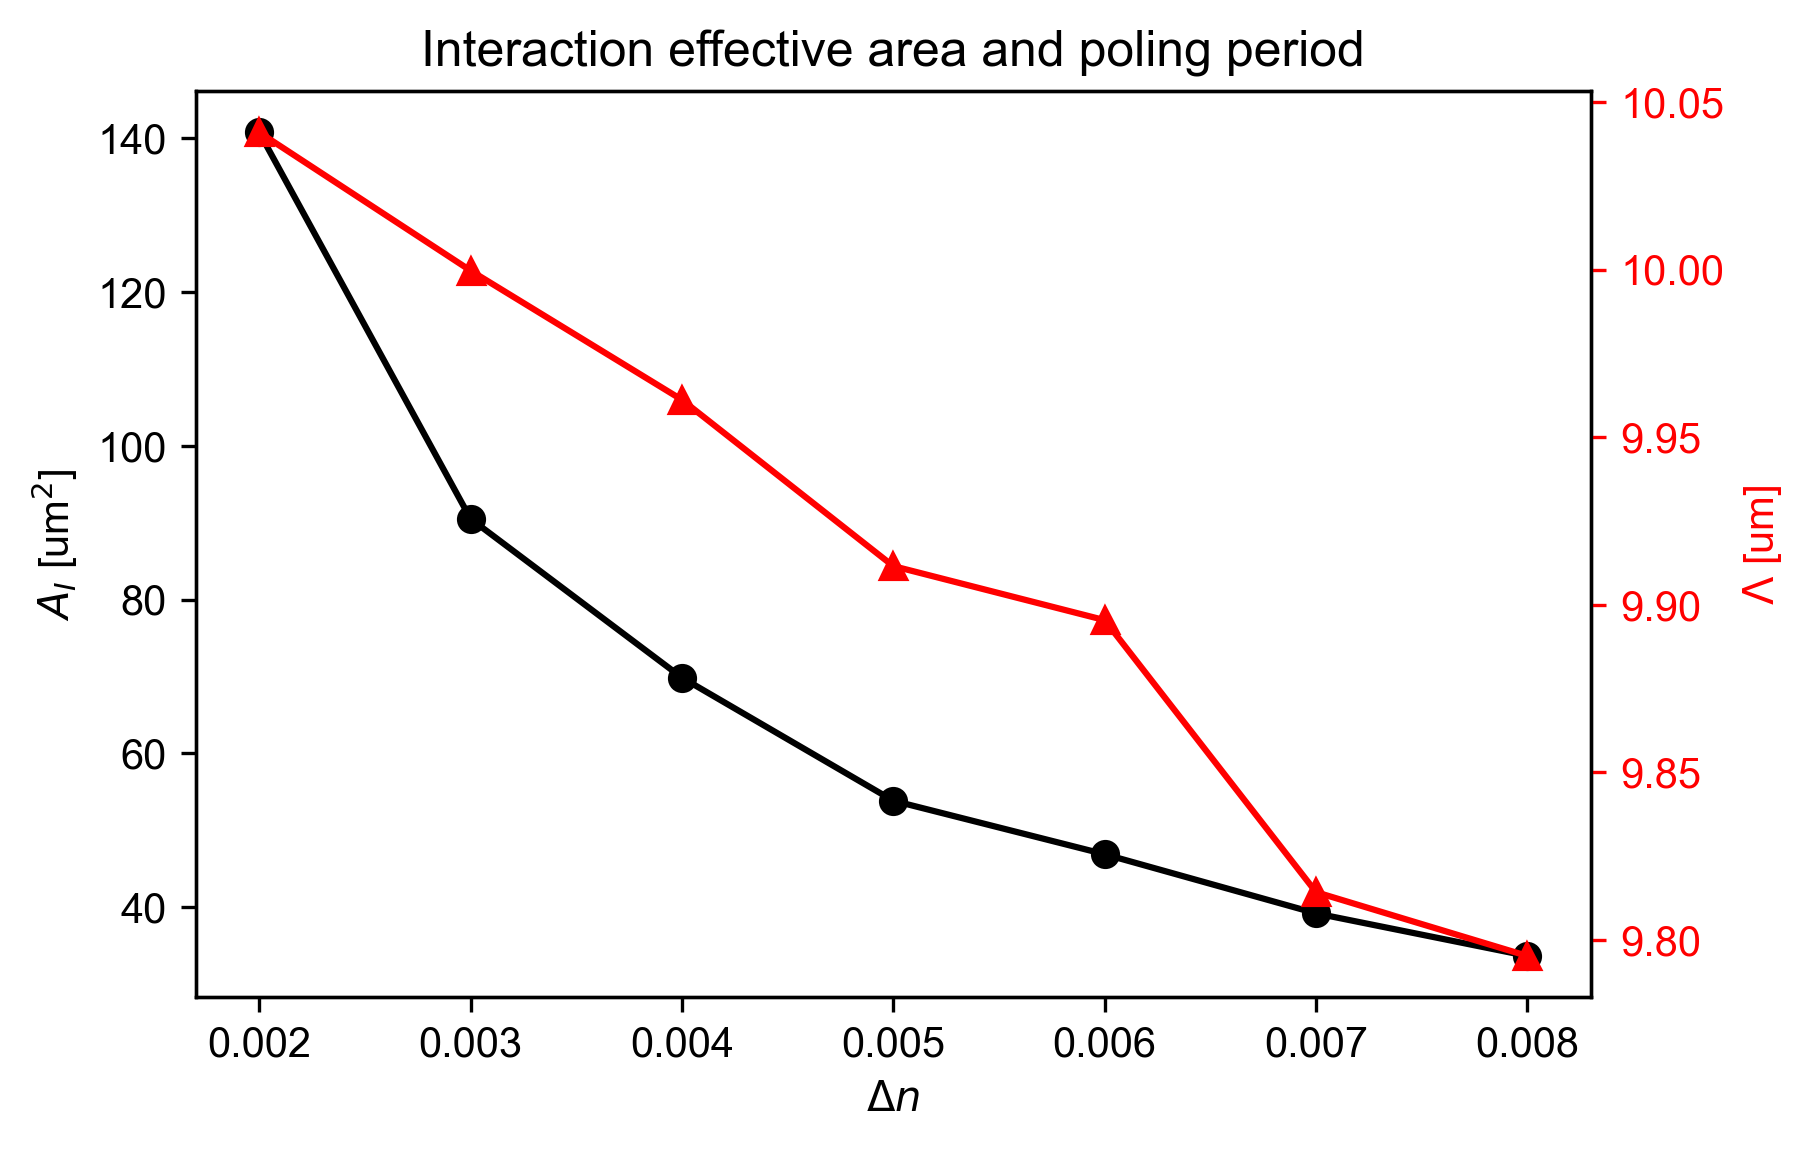 Interaction effective area and poling period
140
120
100
80
60
40
A_I [um²]
10.05
10.00
9.95
9.90
9.85
9.80
Λ [um]
0.002 0.003 0.004 0.005 0.006 0.007 0.008
Δn